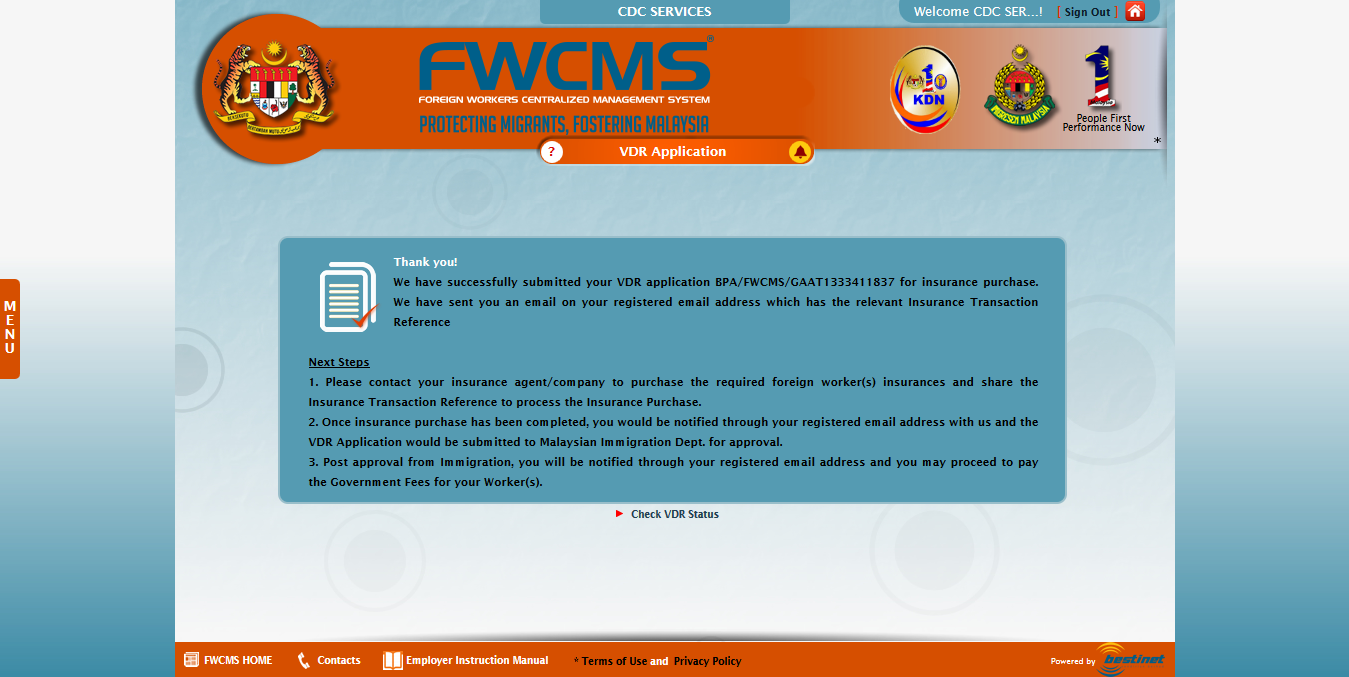 CDC SERVICES
Welcome CDC SER...! [ Sign Out ]
FWCMS®
FOREIGN WORKERS CENTRALIZED MANAGEMENT SYSTEM
PROTECTING MIGRANTS, FOSTERING MALAYSIA
KDN
IMIGRESEN MALAYSIA
1
People First
Performance Now
*
? VDR Application
MENU
Thank you!
We have successfully submitted your VDR application BPA/FWCMS/GAAT1333411837 for insurance purchase.
We have sent you an email on your registered email address which has the relevant Insurance Transaction
Reference
Next Steps
1. Please contact your insurance agent/company to purchase the required foreign worker(s) insurances and share the
Insurance Transaction Reference to process the Insurance Purchase.
2. Once insurance purchase has been completed, you would be notified through your registered email address with us and the
VDR Application would be submitted to Malaysian Immigration Dept. for approval.
3. Post approval from Immigration, you will be notified through your registered email address and you may proceed to pay
the Government Fees for your Worker(s).
Check VDR Status
FWCMS HOME Contacts Employer Instruction Manual * Terms of Use and Privacy Policy Powered by bestinet